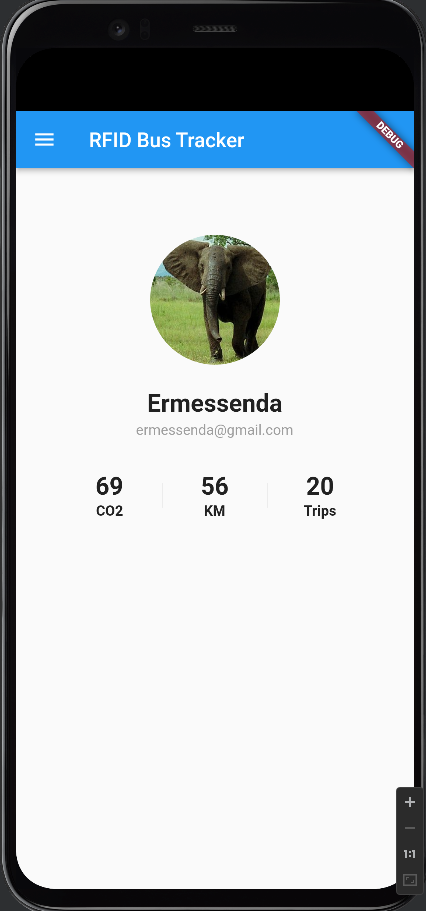 RFID Bus Tracker
DEBUG
Ermessenda
ermessenda@gmail.com
69 56 20
CO2 KM Trips
1:1